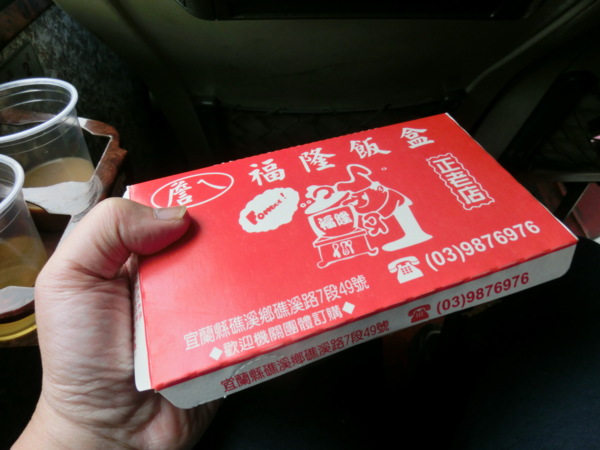 詹八
福隆飯盒
正老店
Forever!
福隆
(03)9876976
宜蘭縣礁溪鄉礁溪路7段49號
◆歡迎機關團體訂購◆
宜蘭縣礁溪鄉礁溪路7段49號
(03)9876976